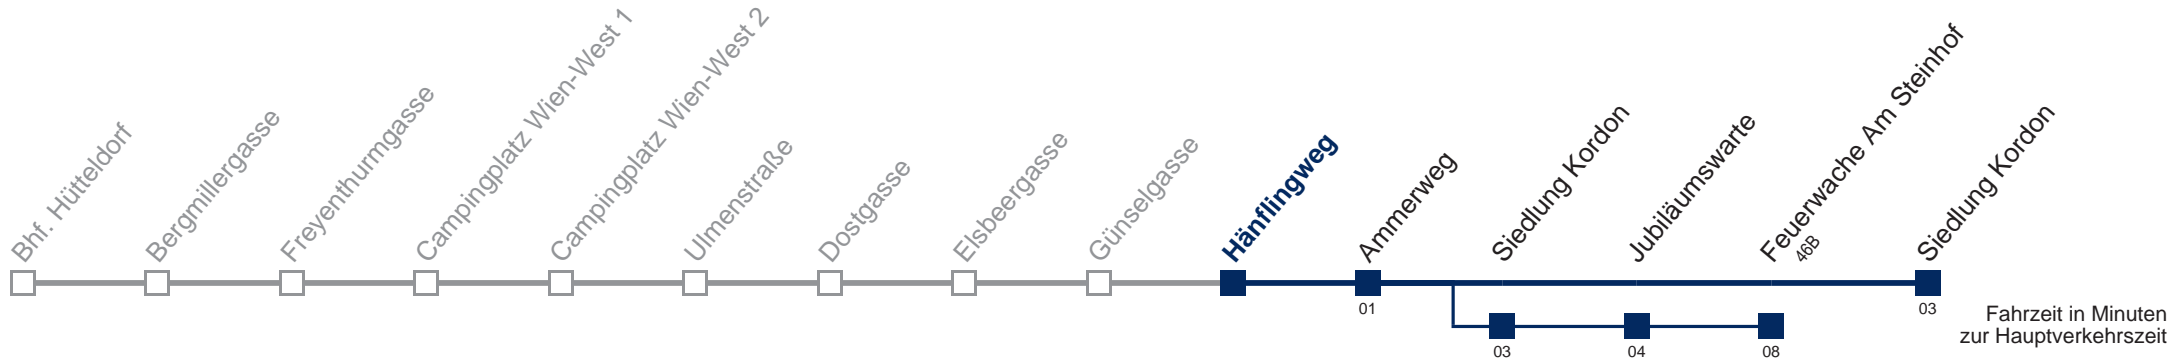 Bhf. Hütteldorf
Bergmillergasse
Freyenthurmgasse
Campingplatz Wien-West 1
Campingplatz Wien-West 2
Ulmenstraße
Dostgasse
Elsbeergasse
Günselgasse
Hänflingweg
Ammerweg
Siedlung Kordon
Jubiläumswarte
Feuerwache Am Steinhof
46B
Siedlung Kordon
01
03
03
04
08
Fahrzeit in Minuten
zur Hauptverkehrszeit